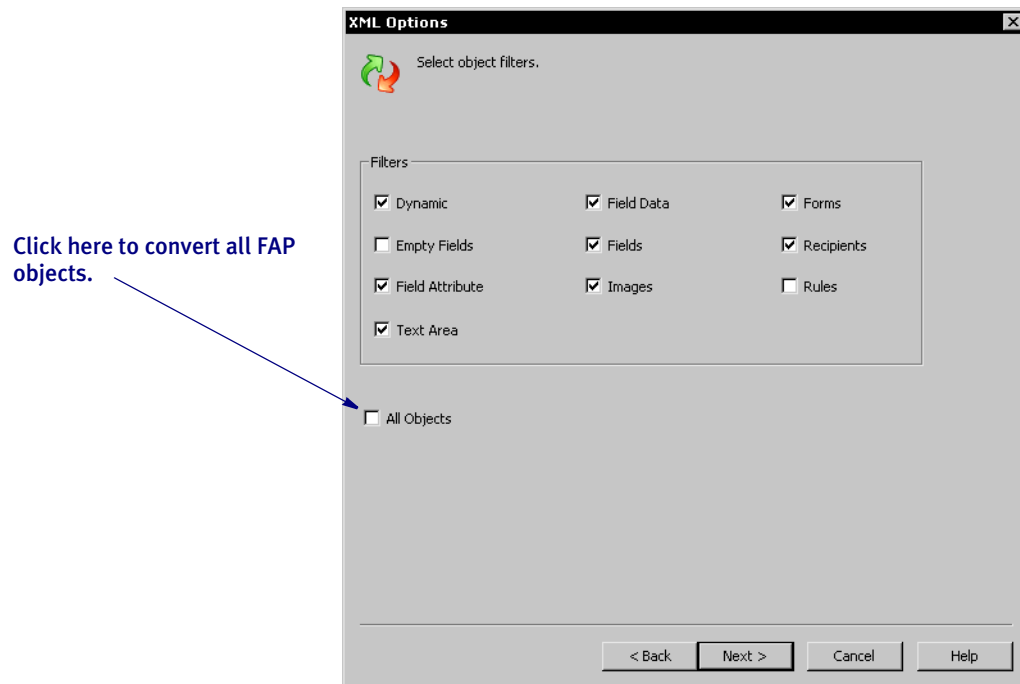 XML Options
Select object filters.
Filters
Dynamic
Field Data
Forms
Empty Fields
Fields
Recipients
Field Attribute
Images
Rules
Text Area
Click here to convert all FAP
objects.
All Objects
< Back
Next >
Cancel
Help